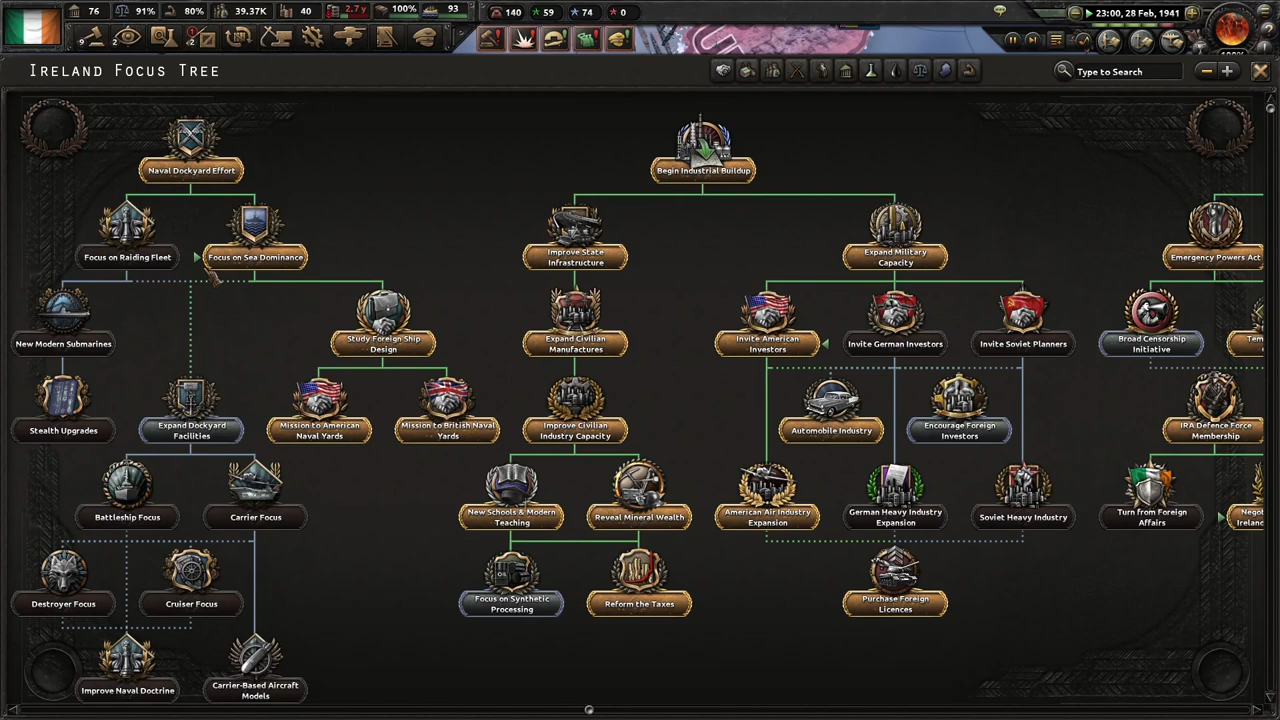 76 91% 80% 39.37K 40 2.7 y 100% 93 140 59 74 0 23:00, 28 Feb, 1941
9 2 2
100%
IRELAND FOCUS TREE
Type to Search
Naval Dockyard Effort
Begin Industrial Buildup
Focus on Raiding Fleet
Focus on Sea Dominance
Improve State
Infrastructure
Expand Military
Capacity
Emergency Powers Act
New Modern Submarines
Study Foreign Ship
Design
Expand Civilian
Manufactures
Invite American
Investors
Invite German Investors
Invite Soviet Planners
Broad Censorship
Initiative
Stealth Upgrades
Expand Dockyard
Facilities
Mission to American
Naval Yards
Mission to British Naval
Yards
Improve Civilian
Industry Capacity
Automobile Industry
Encourage Foreign
Investors
IRA Defence Force
Membership
Battleship Focus
Carrier Focus
New Schools & Modern
Teaching
Reveal Mineral Wealth
American Air Industry
Expansion
German Heavy Industry
Expansion
Soviet Heavy Industry
Turn from Foreign
Affairs
Destroyer Focus
Cruiser Focus
Focus on Synthetic
Processing
Reform the Taxes
Purchase Foreign
Licences
Improve Naval Doctrine
Carrier-Based Aircraft
Models